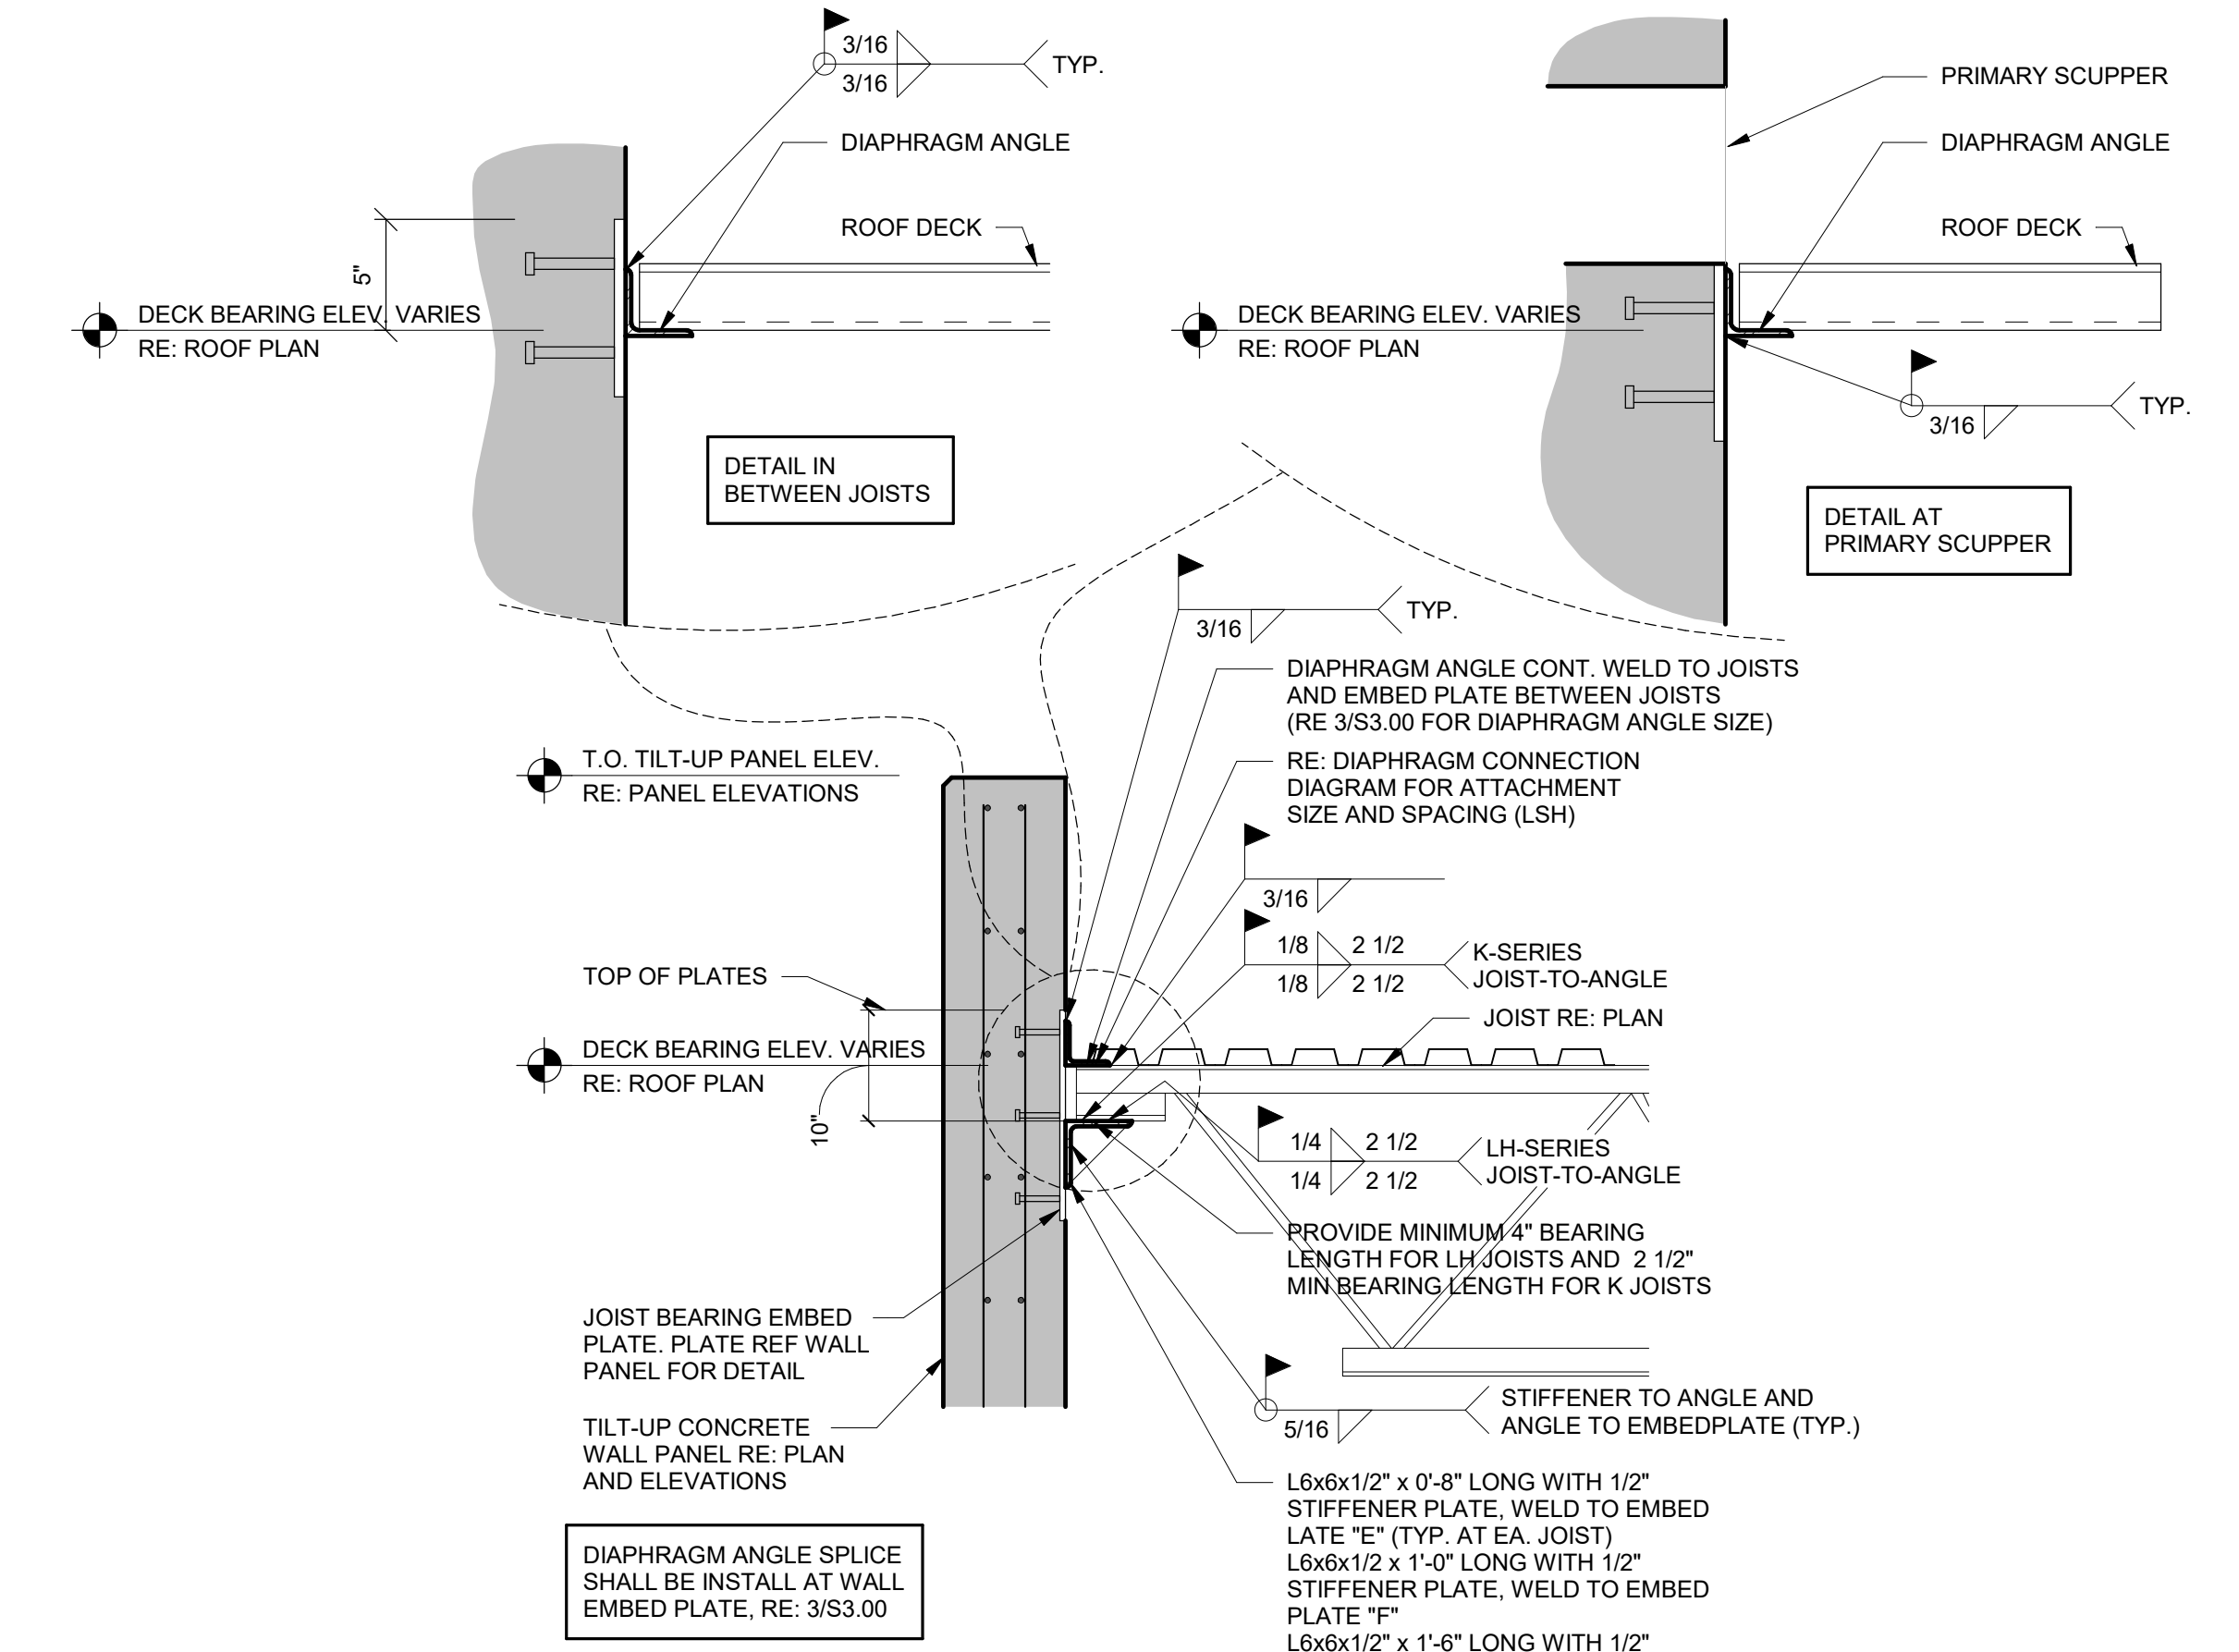 3/16
3/16
TYP.
DIAPHRAGM ANGLE
ROOF DECK
5"
DECK BEARING ELEV. VARIES
RE: ROOF PLAN
DETAIL IN
BETWEEN JOISTS
PRIMARY SCUPPER
DIAPHRAGM ANGLE
ROOF DECK
DECK BEARING ELEV. VARIES
RE: ROOF PLAN
3/16
TYP.
DETAIL AT
PRIMARY SCUPPER
3/16
TYP.
DIAPHRAGM ANGLE CONT. WELD TO JOISTS
AND EMBED PLATE BETWEEN JOISTS
(RE 3/S3.00 FOR DIAPHRAGM ANGLE SIZE)
RE: DIAPHRAGM CONNECTION
DIAGRAM FOR ATTACHMENT
SIZE AND SPACING (LSH)
T.O. TILT-UP PANEL ELEV.
RE: PANEL ELEVATIONS
3/16
1/8 2 1/2
1/8 2 1/2
K-SERIES
JOIST-TO-ANGLE
TOP OF PLATES
JOIST RE: PLAN
DECK BEARING ELEV. VARIES
RE: ROOF PLAN
10"
1/4 2 1/2
1/4 2 1/2
LH-SERIES
JOIST-TO-ANGLE
PROVIDE MINIMUM 4" BEARING
LENGTH FOR LH JOISTS AND 2 1/2"
MIN BEARING LENGTH FOR K JOISTS
JOIST BEARING EMBED
PLATE. PLATE REF WALL
PANEL FOR DETAIL
5/16
STIFFENER TO ANGLE AND
ANGLE TO EMBEDPLATE (TYP.)
TILT-UP CONCRETE
WALL PANEL RE: PLAN
AND ELEVATIONS
L6x6x1/2" x 0'-8" LONG WITH 1/2"
STIFFENER PLATE, WELD TO EMBED
LATE "E" (TYP. AT EA. JOIST)
L6x6x1/2 x 1'-0" LONG WITH 1/2"
STIFFENER PLATE, WELD TO EMBED
PLATE "F"
L6x6x1/2" x 1'-6" LONG WITH 1/2"
DIAPHRAGM ANGLE SPLICE
SHALL BE INSTALL AT WALL
EMBED PLATE, RE: 3/S3.00